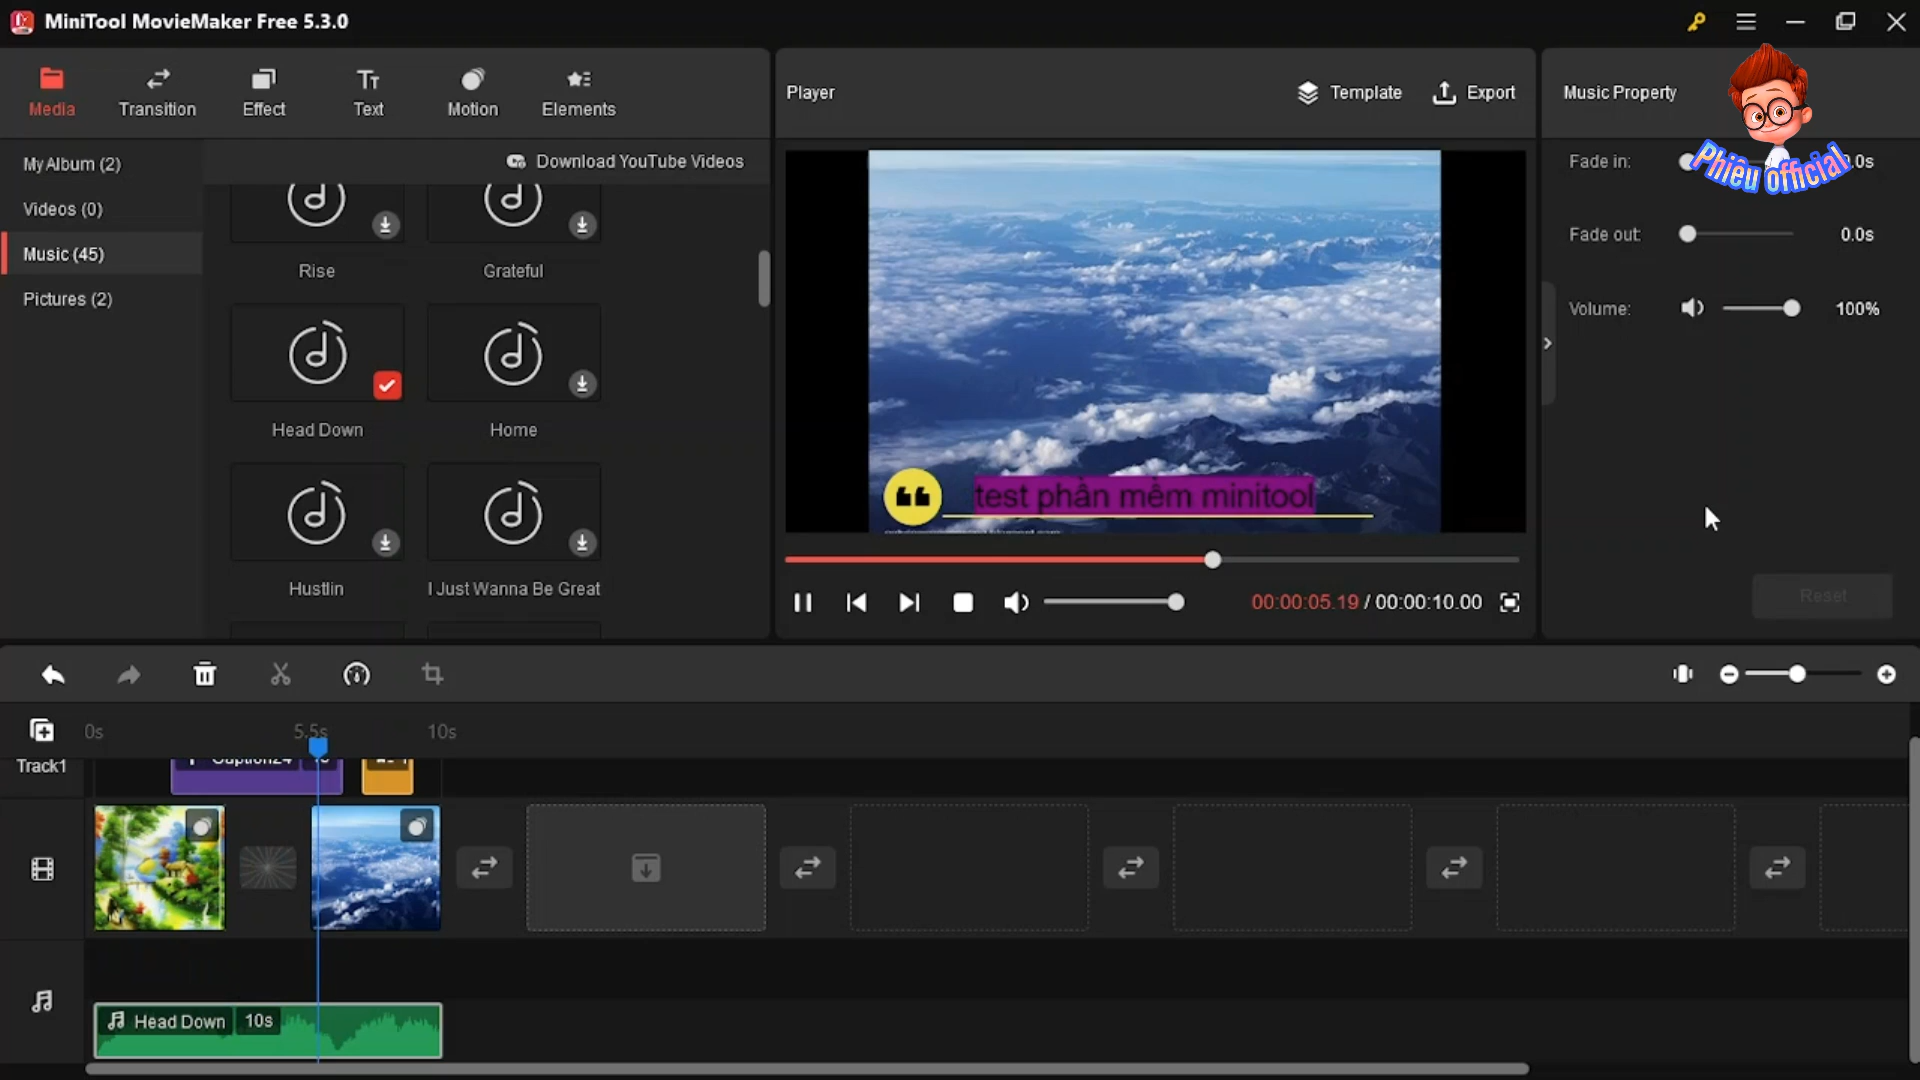 MiniTool MovieMaker Free 5.3.0
Media
Transition
Effect
Text
Motion
Elements
Player
Template
Export
Music Property
My Album (2)
Download YouTube Videos
Videos (0)
Music (45)
Pictures (2)
Rise
Grateful
Head Down
Home
Hustlin
I Just Wanna Be Great
test phần mềm minitool
Phiêu official
Fade in:
0.0s
Fade out:
0.0s
Volume:
100%
Reset
00:00:05.19 / 00:00:10.00
0s
5.5s
10s
Track1
Caption24
Head Down
10s